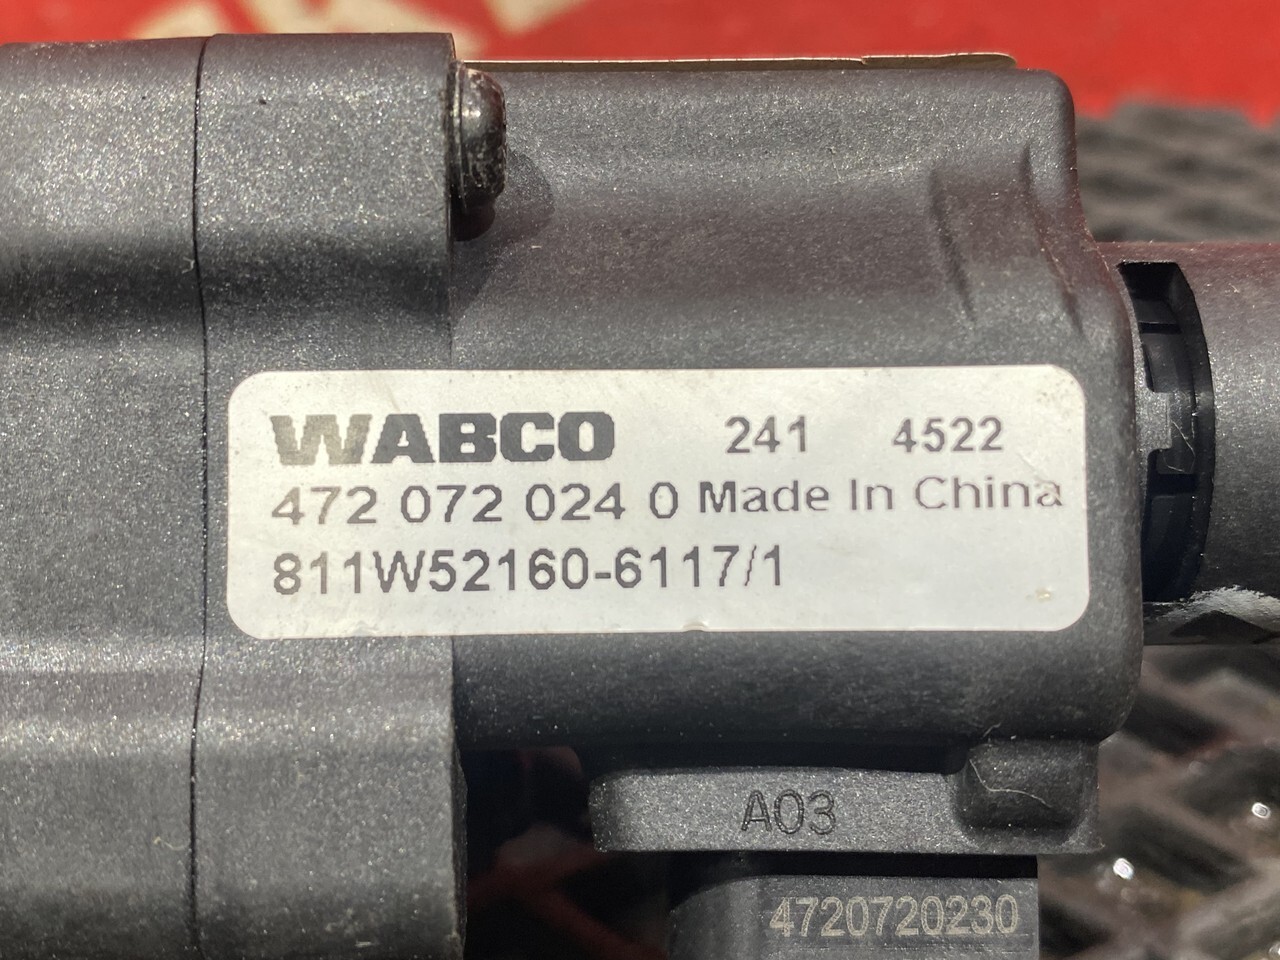 WABCO 241 4522
472 072 024 0 Made In China
811W52160-6117/1
A03
4720720230